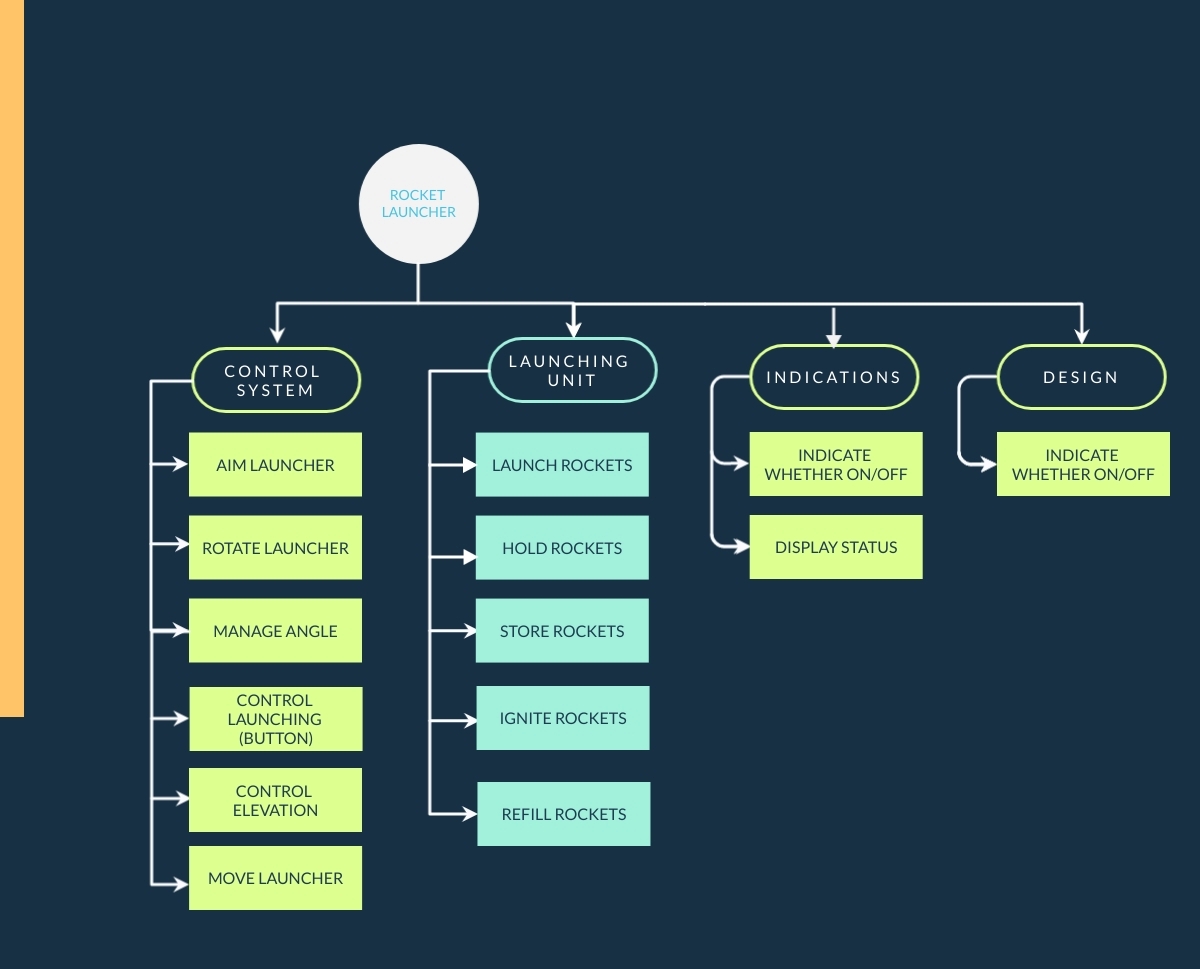 ROCKET
LAUNCHER
CONTROL
SYSTEM
AIM LAUNCHER
ROTATE LAUNCHER
MANAGE ANGLE
CONTROL
LAUNCHING
(BUTTON)
CONTROL
ELEVATION
MOVE LAUNCHER
LAUNCHING
UNIT
LAUNCH ROCKETS
HOLD ROCKETS
STORE ROCKETS
IGNITE ROCKETS
REFILL ROCKETS
INDICATIONS
INDICATE
WHETHER ON/OFF
DISPLAY STATUS
DESIGN
INDICATE
WHETHER ON/OFF